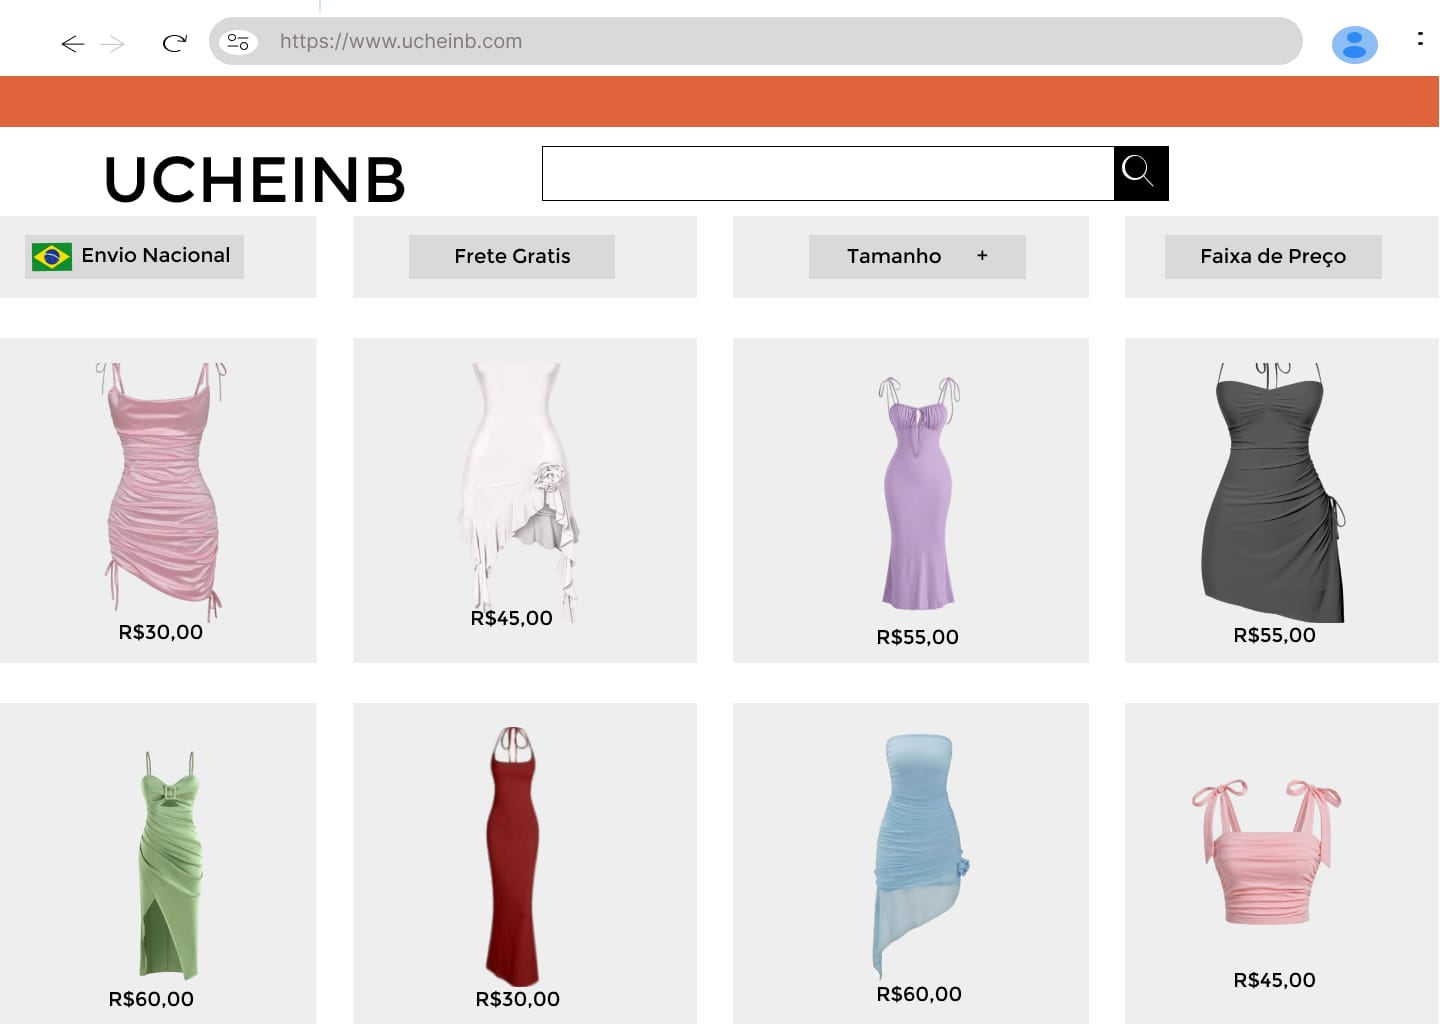 https://www.ucheinb.com
UCHEINB
Envio Nacional
Frete Gratis
Tamanho +
Faixa de Preço
R$30,00
R$45,00
R$55,00
R$55,00
R$60,00
R$30,00
R$60,00
R$45,00